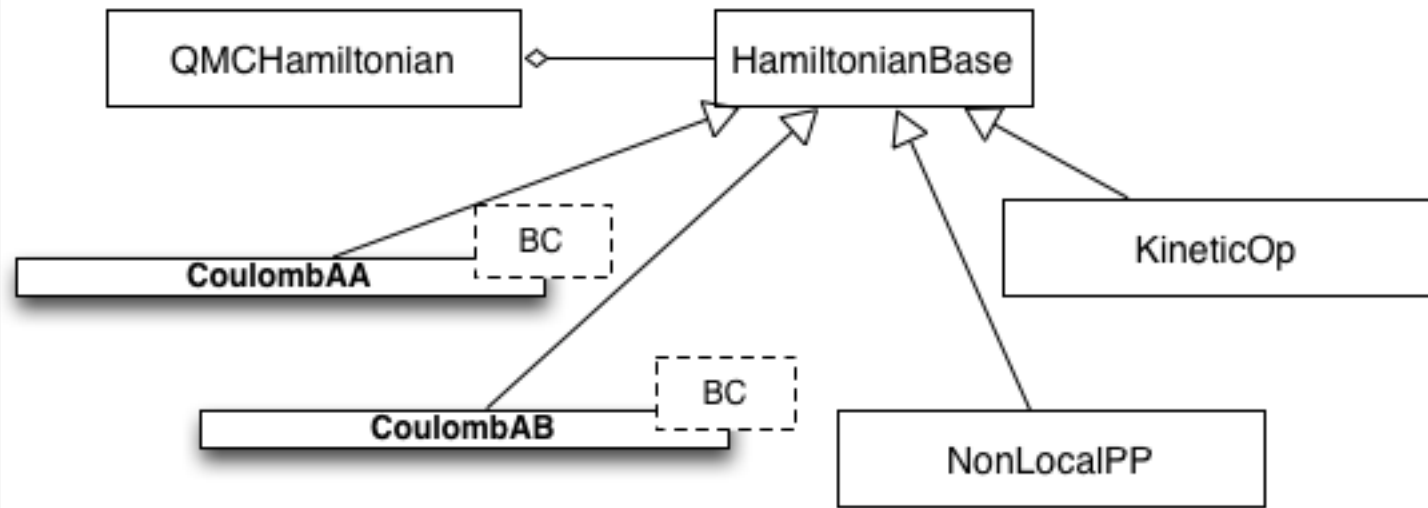 QMCHamiltonian
HamiltonianBase
BC
CoulombAA
KineticOp
BC
CoulombAB
NonLocalPP